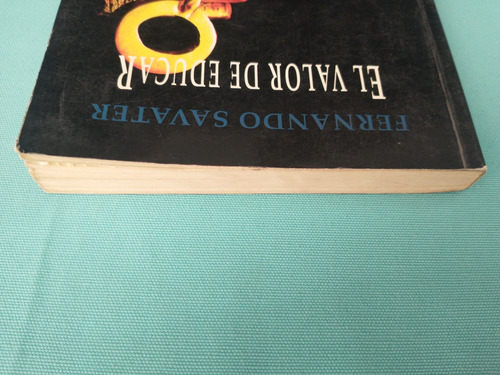 FERNANDO SAVATER
EL VALOR DE EDUCAR